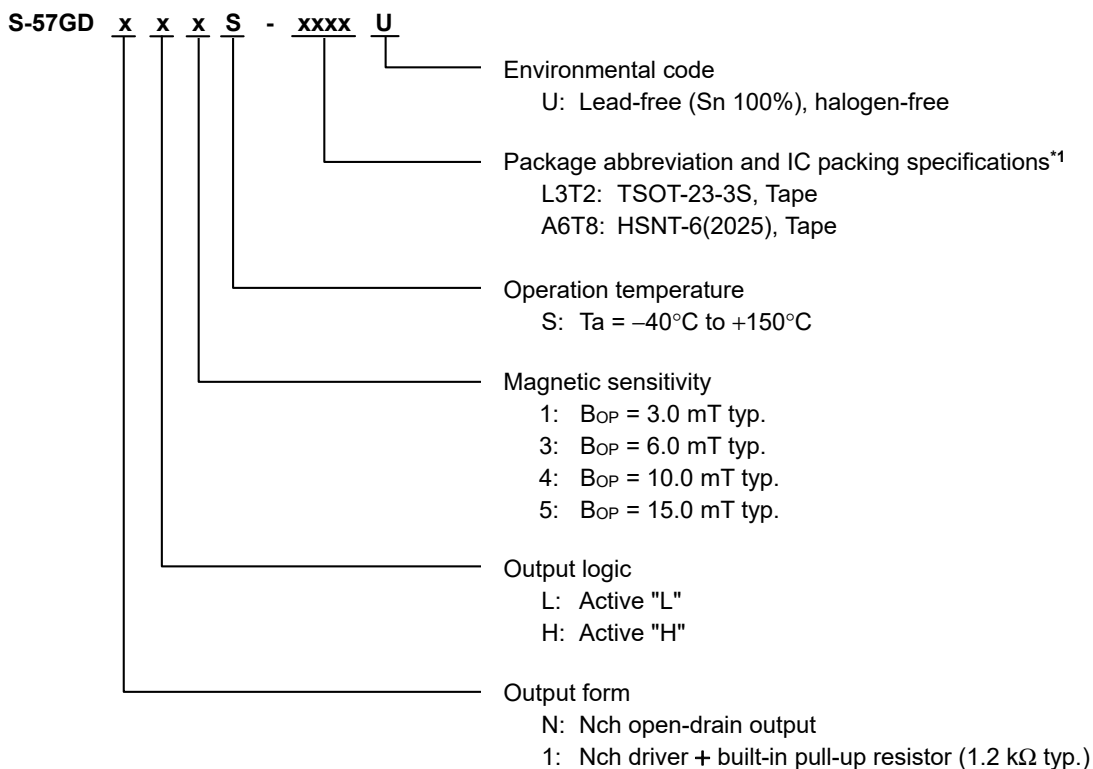 S-57GD x x x S - xxxx U
Environmental code
U: Lead-free (Sn 100%), halogen-free
Package abbreviation and IC packing specifications*1
L3T2: TSOT-23-3S, Tape
A6T8: HSNT-6(2025), Tape
Operation temperature
S: Ta = −40°C to +150°C
Magnetic sensitivity
1: BOP = 3.0 mT typ.
3: BOP = 6.0 mT typ.
4: BOP = 10.0 mT typ.
5: BOP = 15.0 mT typ.
Output logic
L: Active "L"
H: Active "H"
Output form
N: Nch open-drain output
1: Nch driver + built-in pull-up resistor (1.2 kΩ typ.)